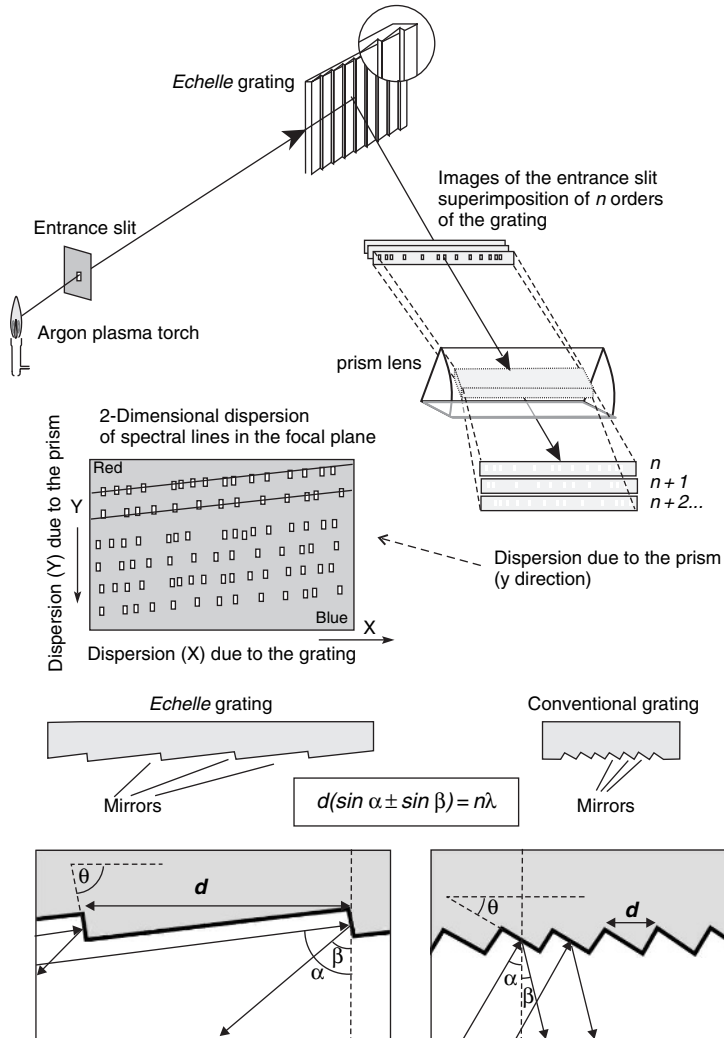 Echelle grating
Images of the entrance slit
superimposition of n orders
of the grating
Entrance slit
Argon plasma torch
prism lens
2-Dimensional dispersion
of spectral lines in the focal plane
Red
Y
Dispersion (Y) due to the prism
Blue
X
Dispersion (X) due to the grating
n
n + 1
n + 2...
Dispersion due to the prism
(y direction)
Echelle grating
Conventional grating
Mirrors
d(sin α ± sin β) = nλ
Mirrors
θ
d
α
β
θ
d
α
β